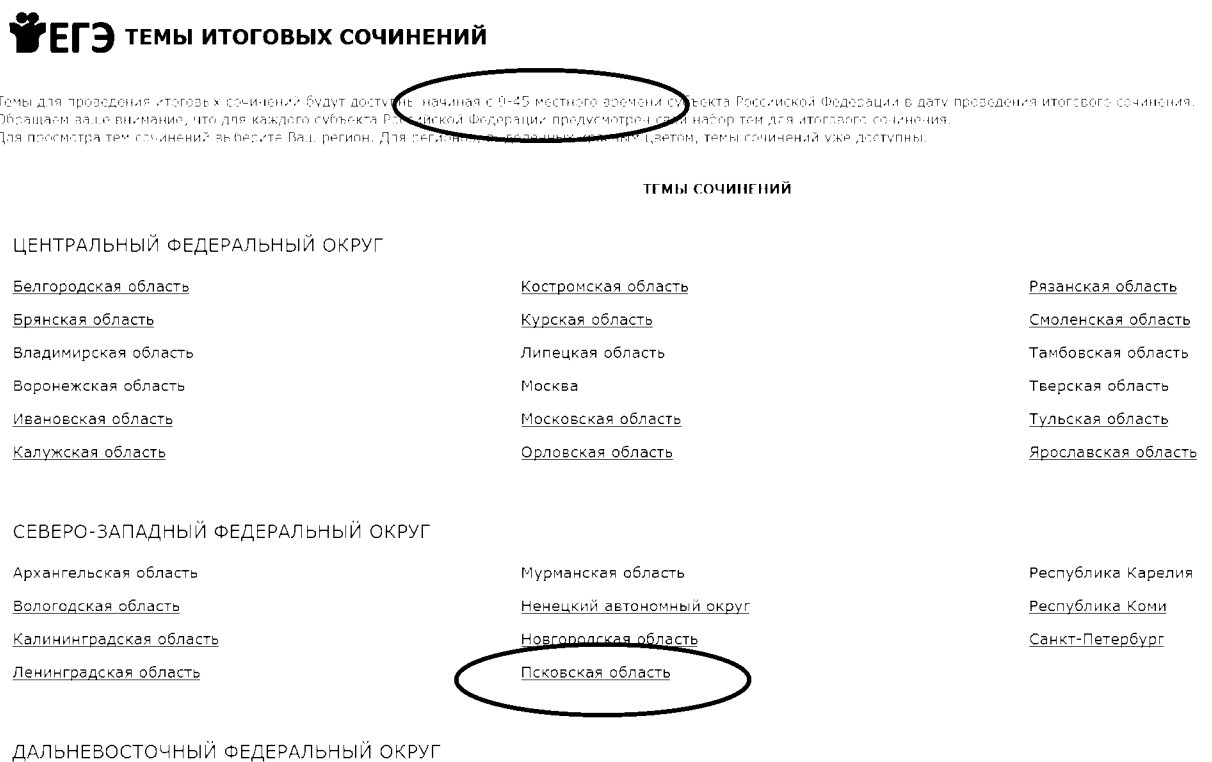 ЕГЭ ТЕМЫ ИТОГОВЫХ СОЧИНЕНИЙ
Темы для проведения итоговых сочинений будут доступны начиная с 9-45 местного времени субъекта Российской Федерации в дату проведения итогового сочинения.
Обращаем ваше внимание, что для каждого субъекта Российской Федерации предусмотрен свой набор тем для итогового сочинения.
Для просмотра тем сочинений выберите Ваш регион. Для регионов, выделенных красным цветом, темы сочинений уже доступны.
ТЕМЫ СОЧИНЕНИЙ
ЦЕНТРАЛЬНЫЙ ФЕДЕРАЛЬНЫЙ ОКРУГ
Белгородская область Костромская область Рязанская область
Брянская область Курская область Смоленская область
Владимирская область Липецкая область Тамбовская область
Воронежская область Москва Тверская область
Ивановская область Московская область Тульская область
Калужская область Орловская область Ярославская область
СЕВЕРО-ЗАПАДНЫЙ ФЕДЕРАЛЬНЫЙ ОКРУГ
Архангельская область Мурманская область Республика Карелия
Вологодская область Ненецкий автономный округ Республика Коми
Калининградская область Новгородская область Санкт-Петербург
Ленинградская область Псковская область
ДАЛЬНЕВОСТОЧНЫЙ ФЕДЕРАЛЬНЫЙ ОКРУГ